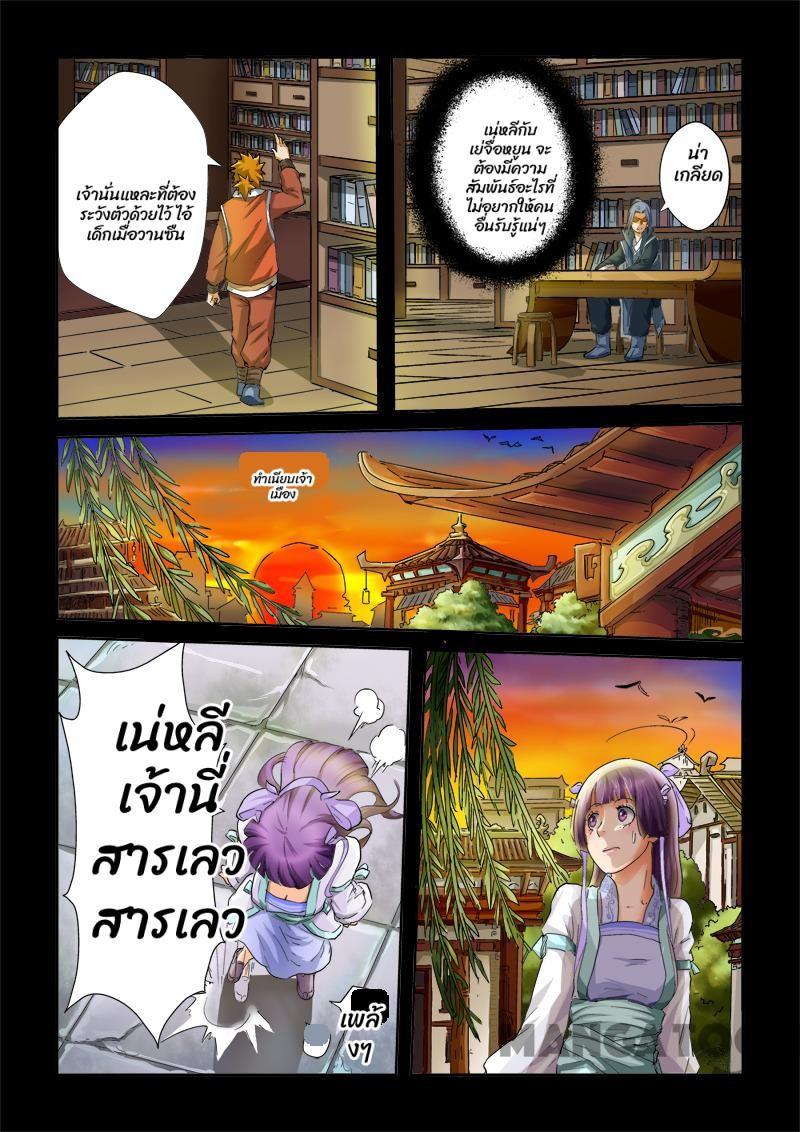 เจ้านั่นแหละที่ต้อง
ระวังตัวด้วยไว้ ไอ้
เด็กเมื่อวานซืน
เน่หลีกับ
เย่จื่อหยูน จะ
ต้องมีความ
สัมพันธ์อะไรที่
ไม่อยากให้คน
อื่นรับรู้แน่ๆ
น่า
เกลียด
ทำเนียบเจ้า
เมือง
เน่หลี
เจ้านี่
สารเลว
สารเลว
เพล้
งๆ
MANGATOO